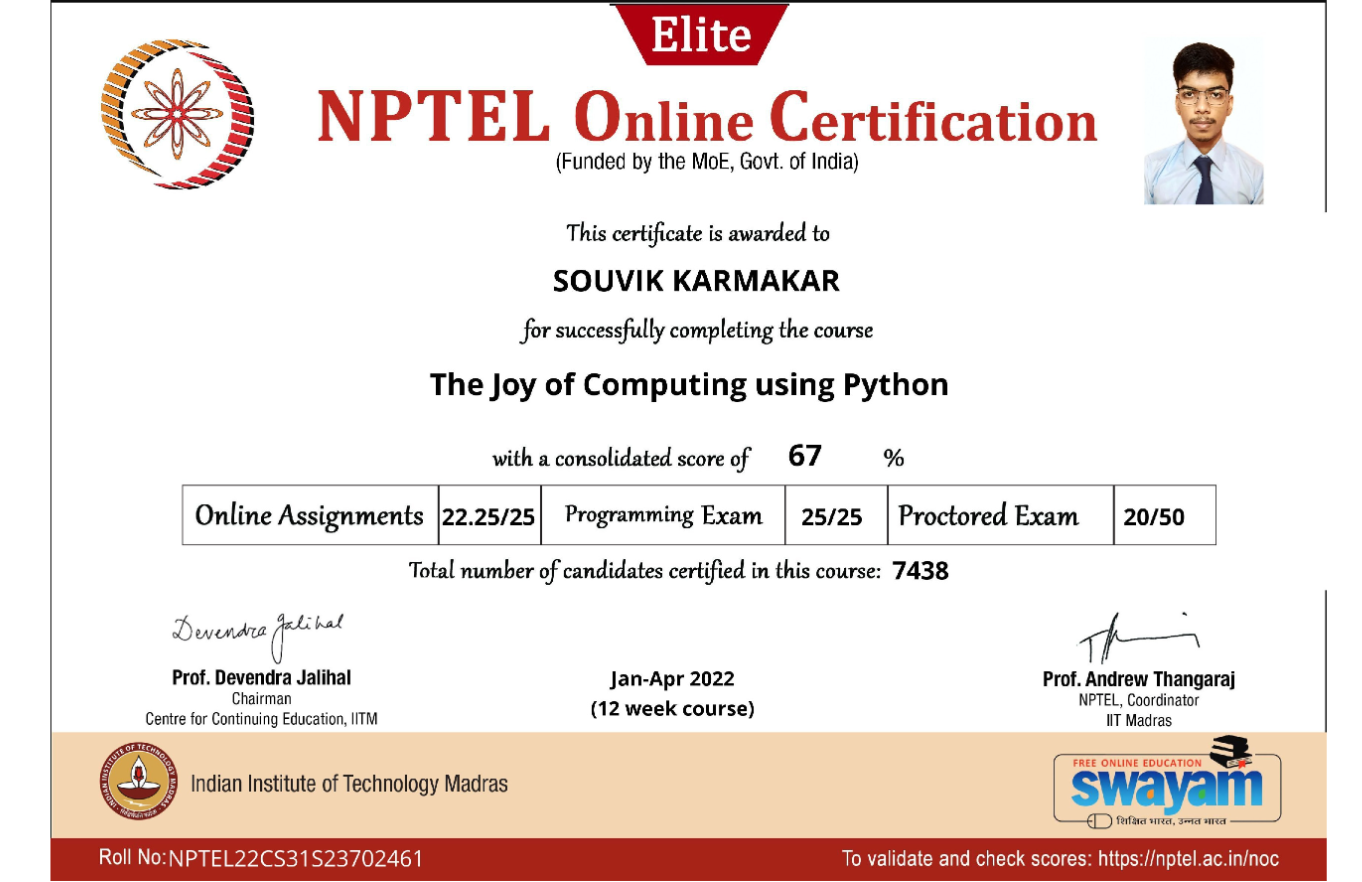 Elite
NPTEL Online Certification
(Funded by the MoE, Govt. of India)
This certificate is awarded to
SOUVIK KARMAKAR
for successfully completing the course
The Joy of Computing using Python
with a consolidated score of 67 %
Online Assignments 22.25/25 Programming Exam 25/25 Proctored Exam 20/50
Total number of candidates certified in this course: 7438
Devendra Jalihal
Prof. Devendra Jalihal
Chairman
Centre for Continuing Education, IITM
Jan-Apr 2022
(12 week course)
Prof. Andrew Thangaraj
NPTEL, Coordinator
IIT Madras
INDIAN INSTITUTE OF TECHNOLOGY MADRAS
Indian Institute of Technology Madras
FREE ONLINE EDUCATION
swayam
शिक्षित भारत, उन्नत भारत
Roll No: NPTEL22CS31S23702461
To validate and check scores: https://nptel.ac.in/noc